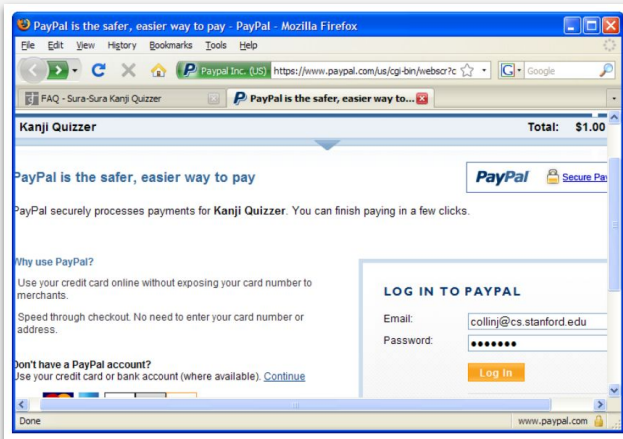 PayPal is the safer, easier way to pay - PayPal - Mozilla Firefox
File Edit View History Bookmarks Tools Help
Paypal Inc. (US) https://www.paypal.com/us/cgi-bin/webscr?c
G Google
FAQ - Sura-Sura Kanji Quizzer
PayPal is the safer, easier way to...
Kanji Quizzer Total: $1.00
PayPal is the safer, easier way to pay
PayPal Secure Pa
PayPal securely processes payments for Kanji Quizzer. You can finish paying in a few clicks.
Why use PayPal?
Use your credit card online without exposing your card number to
merchants.
Speed through checkout. No need to enter your card number or
address.
Don't have a PayPal account?
Use your credit card or bank account (where available). Continue
LOG IN TO PAYPAL
Email: collinj@cs.stanford.edu
Password: •••••••
Log In
Done www.paypal.com